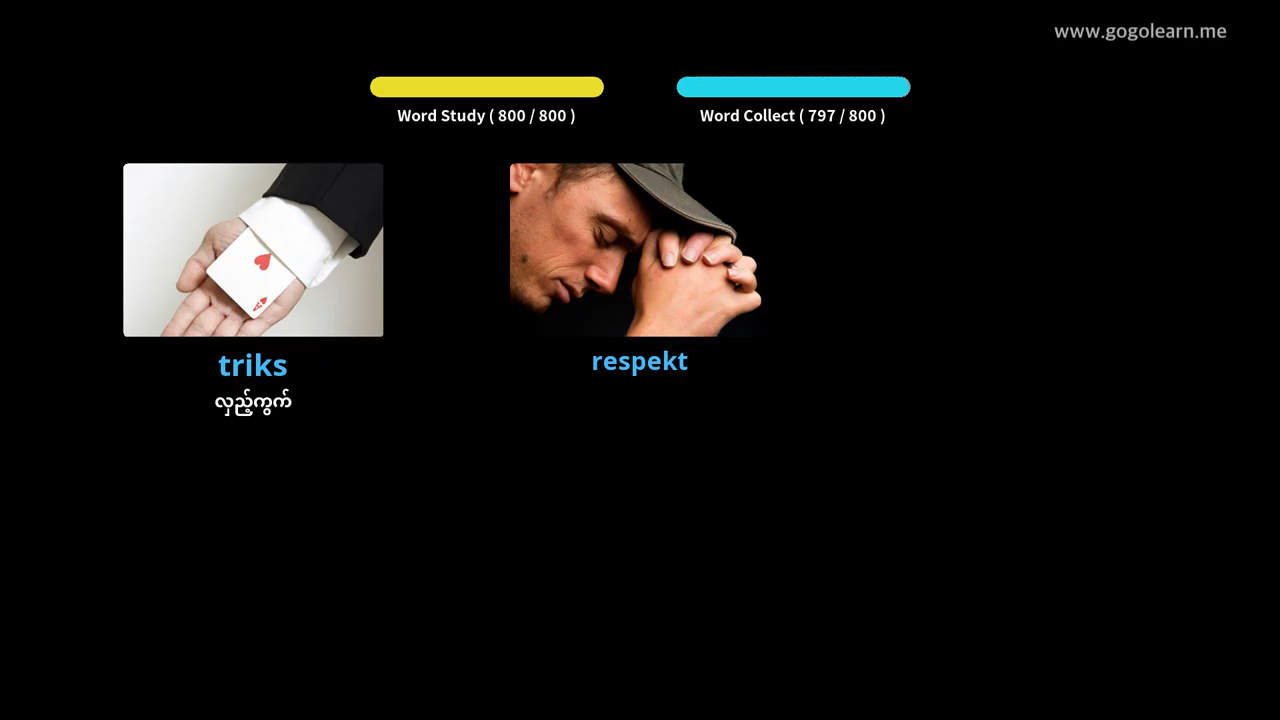 www.gogolearn.me
Word Study ( 800 / 800 )
Word Collect ( 797 / 800 )
triks
လှည့်ကွက်
respekt